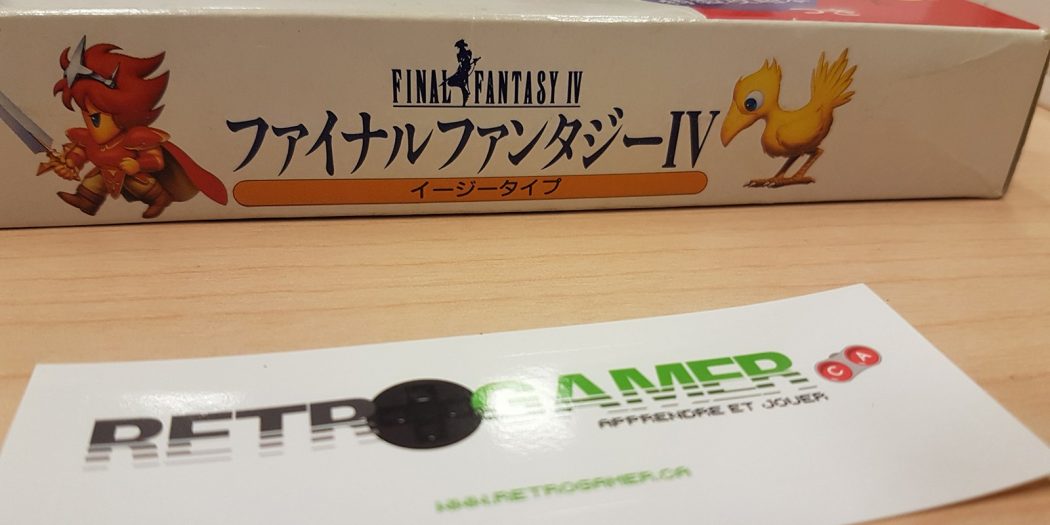 FINAL FANTASY IV
ファイナルファンタジーIV
イージータイプ
RETROGAMER
CA
APPRENDRE ET JOUER
WWW.RETROGAMER.CA